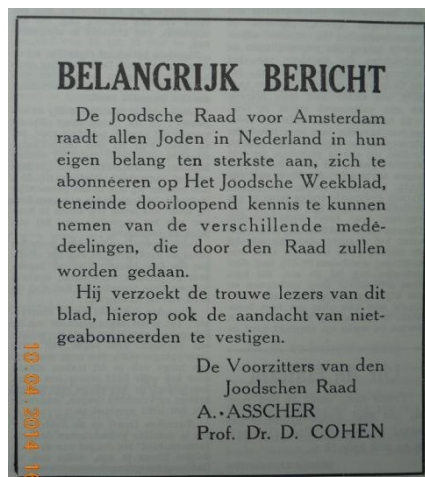 BELANGRIJK BERICHT
De Joodsche Raad voor Amsterdam
raadt allen Joden in Nederland in hun
eigen belang ten sterkste aan, zich te
abonnéeren op Het Joodsche Weekblad,
teneinde doorloopend kennis te kunnen
nemen van de verschillende mede-
deelingen, die door den Raad zullen
worden gedaan.
Hij verzoekt de trouwe lezers van dit
blad, hierop ook de aandacht van niet-
geabonneerden te vestigen.
De Voorzitters van den
Joodschen Raad
A. ASSCHER
Prof. Dr. D. COHEN
18.04.2014